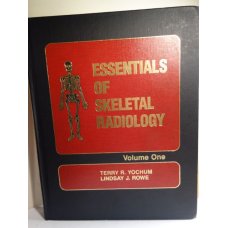 ESSENTIALS
OF
SKELETAL
RADIOLOGY
Volume One
TERRY R. YOCHUM
LINDSAY J. ROWE